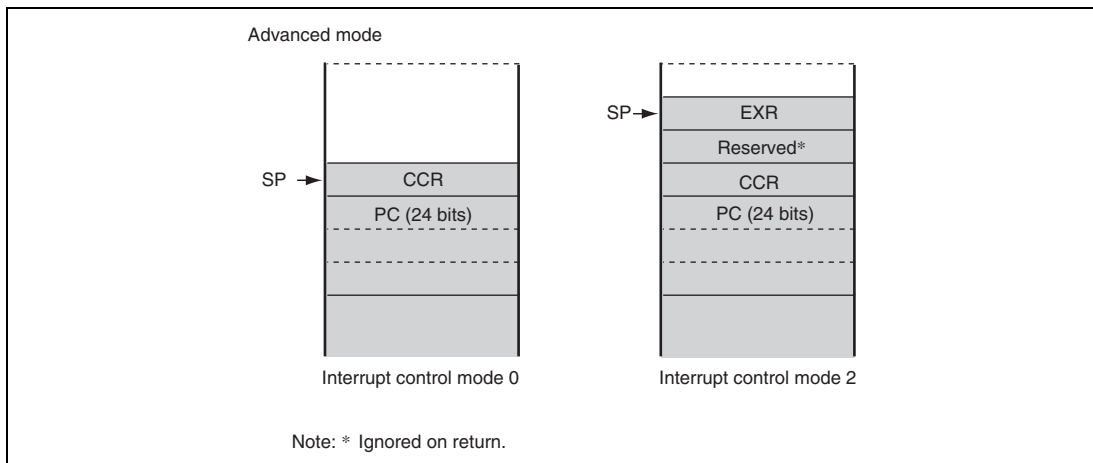 Advanced mode
SP
CCR
PC (24 bits)
Interrupt control mode 0
SP
EXR
Reserved*
CCR
PC (24 bits)
Interrupt control mode 2
Note: * Ignored on return.